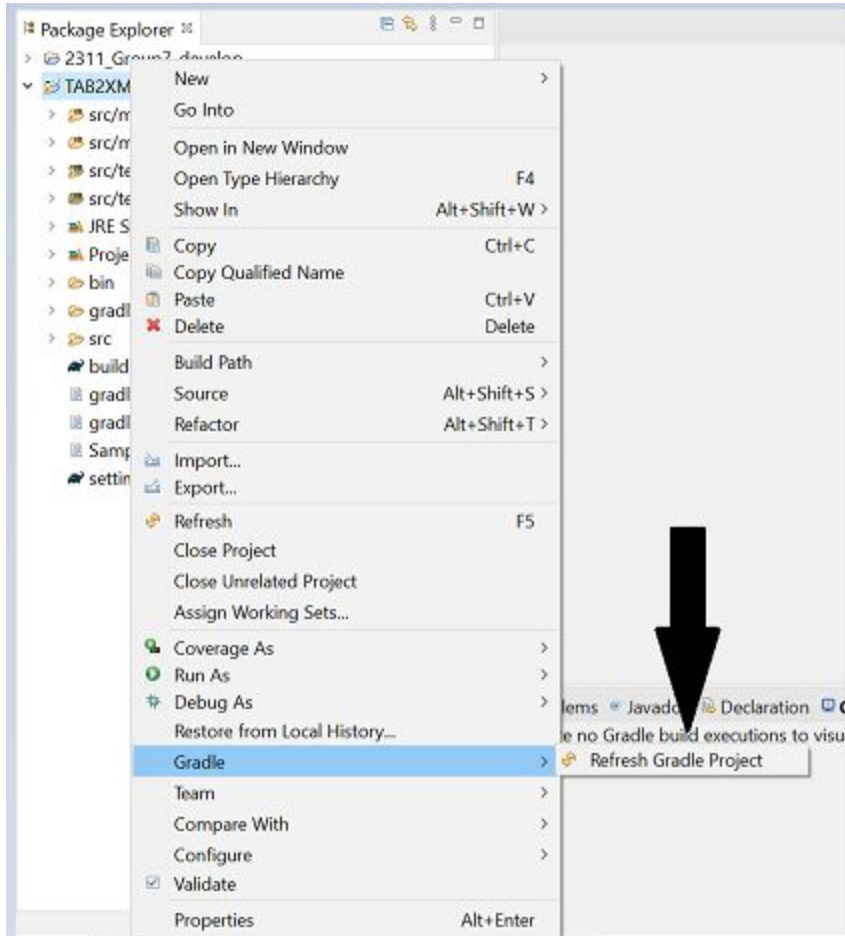 Package Explorer
2311_Group7_develop
TAB2XM
src/m
src/m
src/te
src/te
JRE S
Proje
bin
gradl
src
build
gradl
gradl
Samp
settin
New
Go Into
Open in New Window
Open Type Hierarchy F4
Show In Alt+Shift+W >
Copy Ctrl+C
Copy Qualified Name
Paste Ctrl+V
Delete Delete
Build Path
Source Alt+Shift+S >
Refactor Alt+Shift+T >
Import...
Export...
Refresh F5
Close Project
Close Unrelated Project
Assign Working Sets...
Coverage As
Run As
Debug As
Restore from Local History...
Gradle
Team
Compare With
Configure
Validate
Properties Alt+Enter
lems Javadoc Declaration
e no Gradle build executions to visu
Refresh Gradle Project